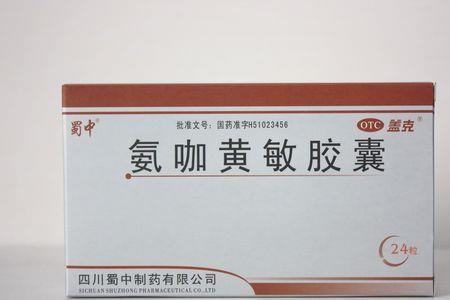 蜀中®
批准文号：国药准字H51023456
OTC 盖克®
氨咖黄敏胶囊
24粒
四川蜀中制药有限公司
SICHUAN SHUZHONG PHARMACEUTICAL CO.,LTD